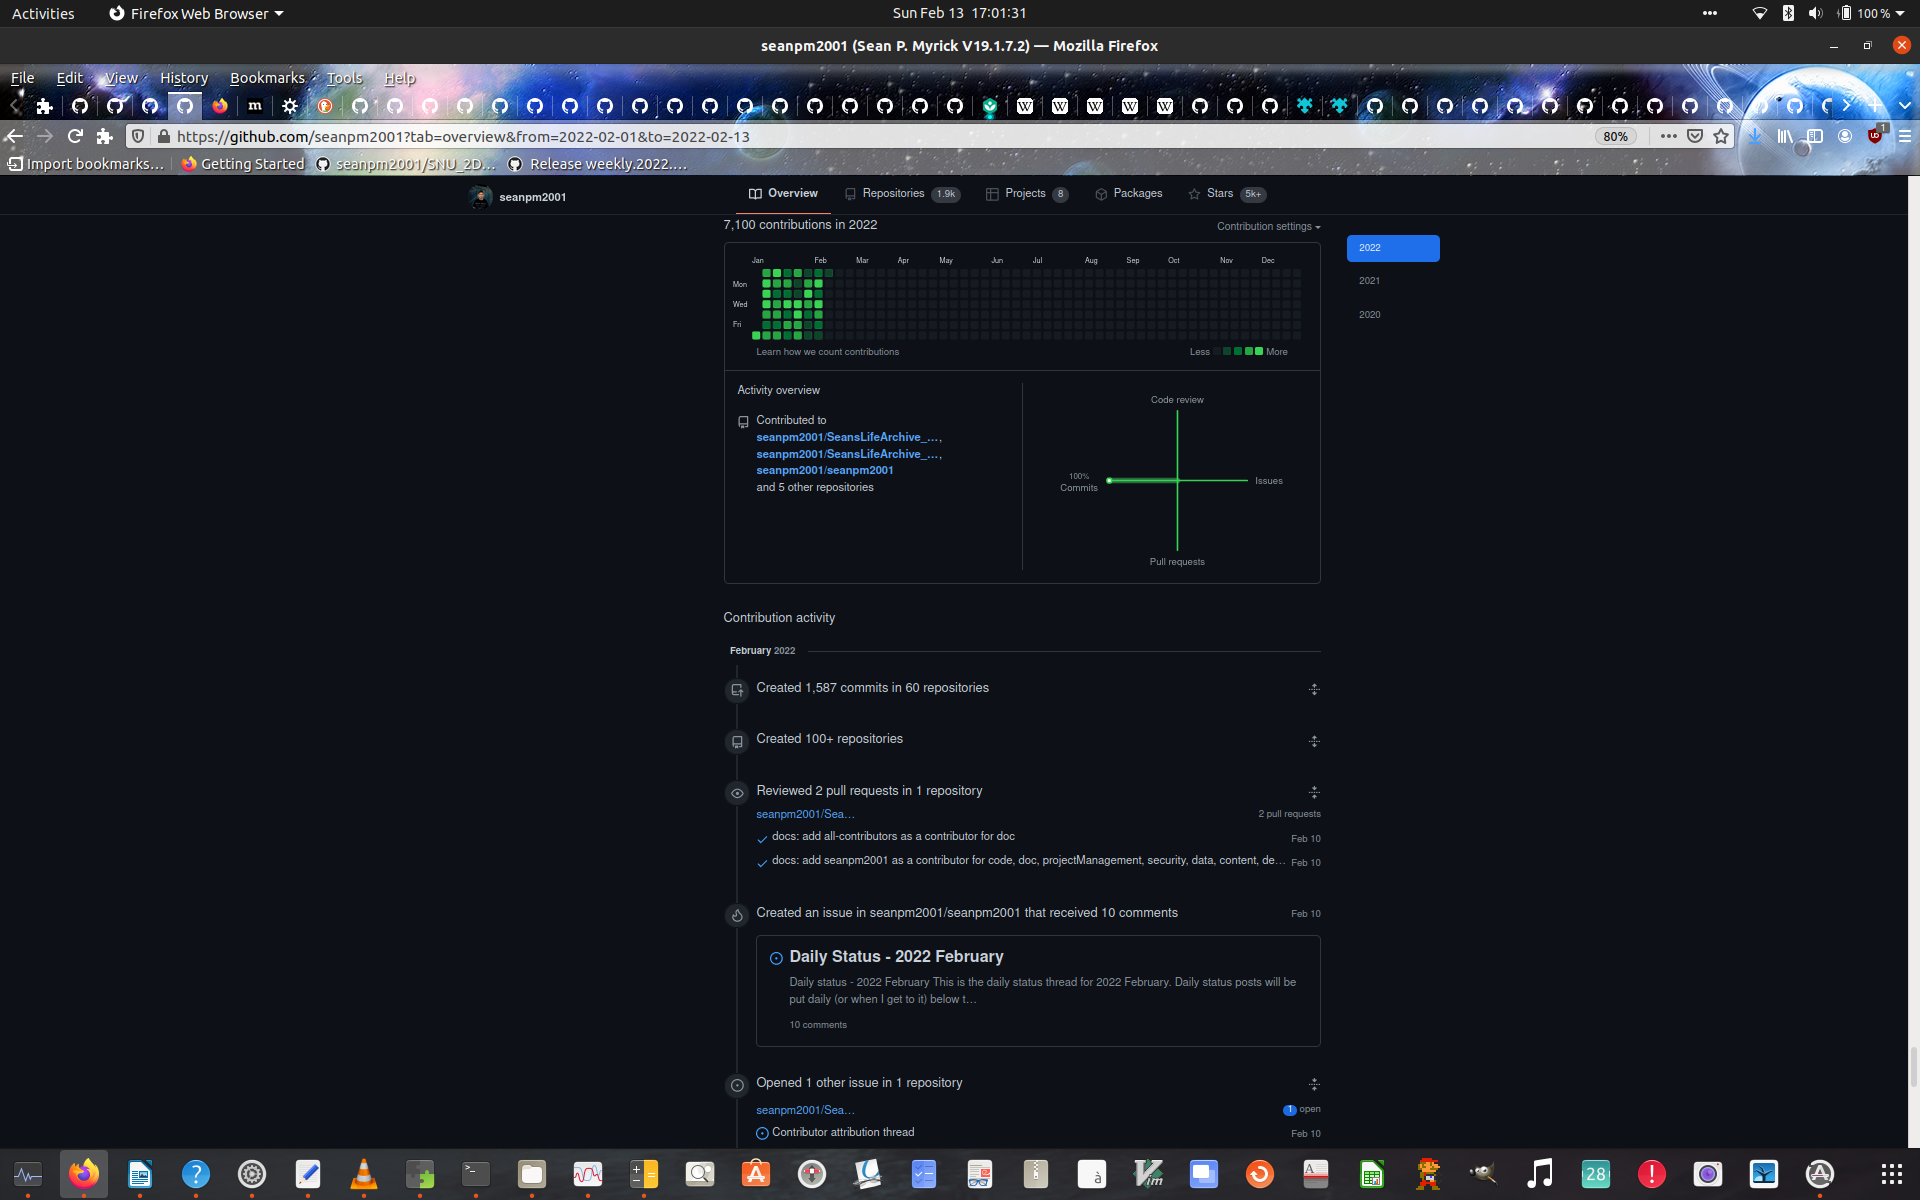 Activities
Firefox Web Browser
Sun Feb 13 17:01:31
100 %
seanpm2001 (Sean P. Myrick V19.1.7.2) — Mozilla Firefox
File Edit View History Bookmarks Tools Help
https://github.com/seanpm2001?tab=overview&from=2022-02-01&to=2022-02-13
80%
1
Import bookmarks… Getting Started seanpm2001/SNU_2D… Release weekly.2022.…
seanpm2001
Overview Repositories 1.9k Projects 8 Packages Stars 5k+
7,100 contributions in 2022
Contribution settings
2022
2021
2020
Jan Feb Mar Apr May Jun Jul Aug Sep Oct Nov Dec
Mon
Wed
Fri
Learn how we count contributions
Less More
Activity overview
Contributed to
seanpm2001/SeansLifeArchive_…,
seanpm2001/SeansLifeArchive_…,
seanpm2001/seanpm2001
and 5 other repositories
Code review
100%
Commits
Issues
Pull requests
Contribution activity
February 2022
Created 1,587 commits in 60 repositories
Created 100+ repositories
Reviewed 2 pull requests in 1 repository
seanpm2001/Sea… 2 pull requests
docs: add all-contributors as a contributor for doc Feb 10
docs: add seanpm2001 as a contributor for code, doc, projectManagement, security, data, content, de… Feb 10
Created an issue in seanpm2001/seanpm2001 that received 10 comments Feb 10
Daily Status - 2022 February
Daily status - 2022 February This is the daily status thread for 2022 February. Daily status posts will be
put daily (or when I get to it) below t…
10 comments
Opened 1 other issue in 1 repository
seanpm2001/Sea… 1 open
Contributor attribution thread Feb 10
28